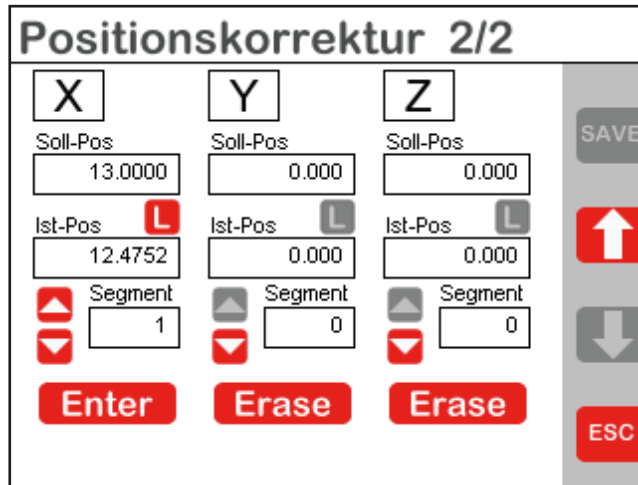 Positionskorrektur 2/2
X Y Z
SAVE
Soll-Pos Soll-Pos Soll-Pos
13.0000 0.000 0.000
Ist-Pos L Ist-Pos L Ist-Pos L
12.4752 0.000 0.000
Segment Segment Segment
1 0 0
Enter Erase Erase
ESC